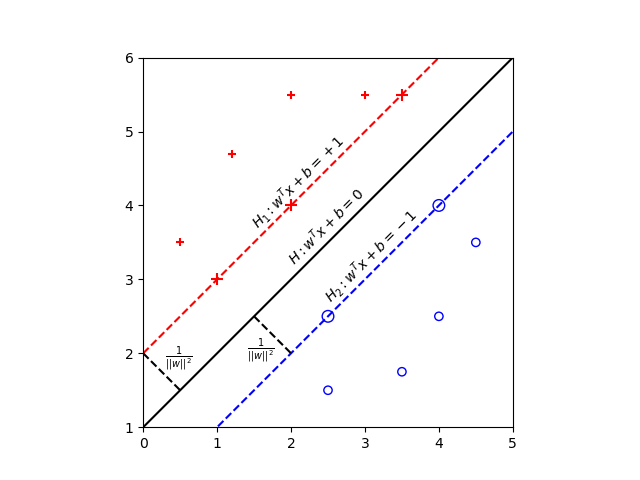 6
5
4
3
2
1
0
1
2
3
4
5
H₁: wᵀx + b = +1
H: wᵀx + b = 0
H₂: wᵀx + b = −1
1/||w||²
1/||w||²